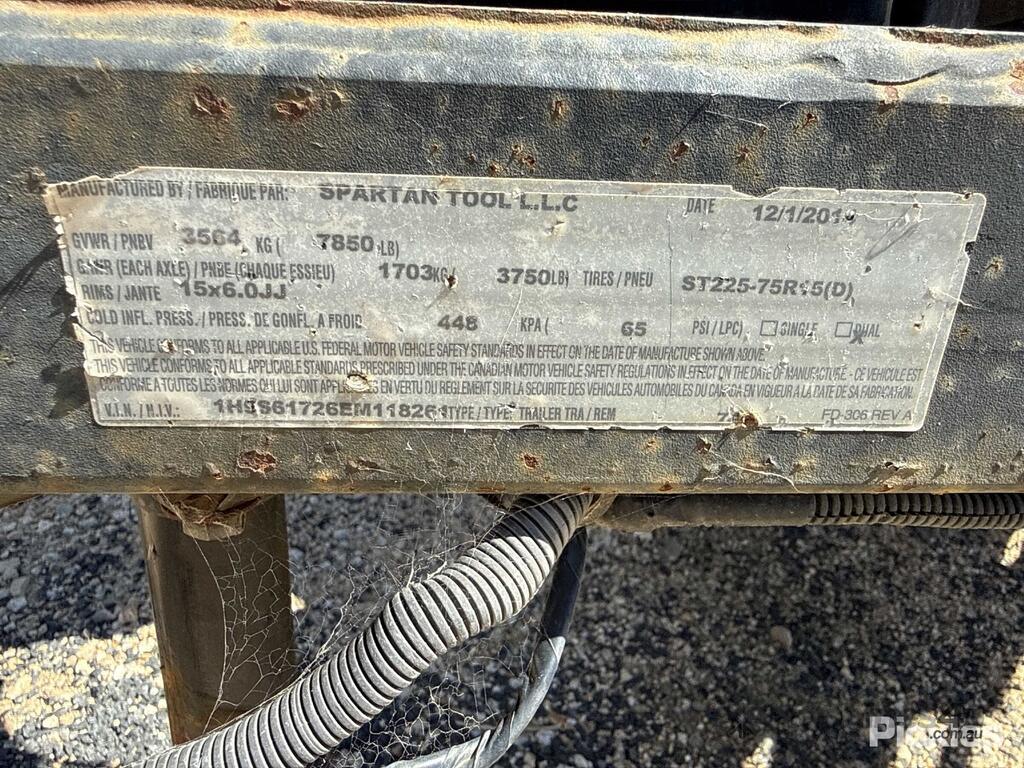 MANUFACTURED BY / FABRIQUE PAR: SPARTAN TOOL L.L.C DATE
GVWR / PNBV 3564 KG ( 7850 LB)
GAWR (EACH AXLE) / PNBE (CHAQUE ESSIEU) 1703 KG ( 3750 LB) TIRES / PNEU ST225-75R15(D)
RIMS / JANTE 15x6.0JJ
COLD INFL. PRESS. / PRESS. DE GONFL. A FROID 448 KPA ( 65 PSI / LPC) SINGLE DUAL
THIS VEHICLE CONFORMS TO ALL APPLICABLE U.S. FEDERAL MOTOR VEHICLE SAFETY STANDARDS IN EFFECT ON THE DATE OF MANUFACTURE SHOWN ABOVE.
THIS VEHICLE CONFORMS TO ALL APPLICABLE STANDARDS PRESCRIBED UNDER THE CANADIAN MOTOR VEHICLE SAFETY REGULATIONS IN EFFECT ON THE DATE OF MANUFACTURE - CE VEHICULE EST
CONFORME A TOUTES LES NORMES QUI LUI SONT APPLICABLES EN VERTU DU REGLEMENT SUR LA SECURITE DES VEHICULES AUTOMOBILES DU CANADA EN VIGUEUR A LA DATE DE SA FABRICATION.
V.I.N. / N.I.V.: TYPE / TYPE: TRAILER TRA / REM FD-306 REV A
.com.au